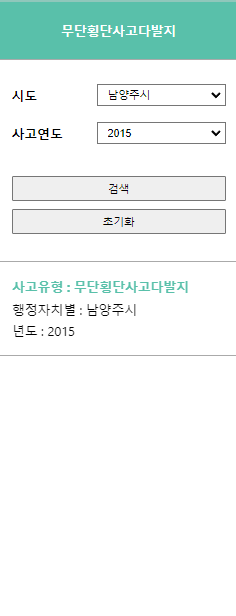 무단횡단사고다발지
시도 남양주시
사고연도 2015
검색
초기화
사고유형 : 무단횡단사고다발지
행정자치별 : 남양주시
년도 : 2015